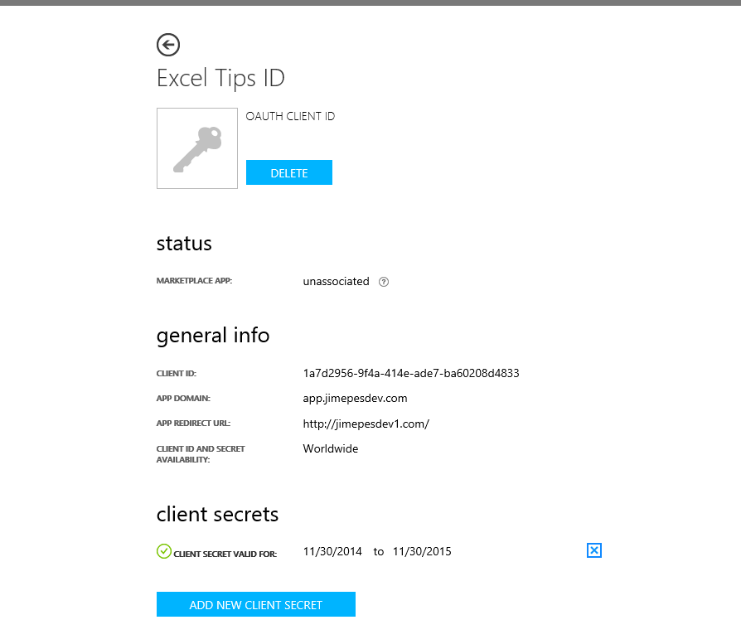 Excel Tips ID
OAUTH CLIENT ID
DELETE
status
MARKETPLACE APP: unassociated ?
general info
CLIENT ID: 1a7d2956-9f4a-414e-ade7-ba60208d4833
APP DOMAIN: app.jimepesdev.com
APP REDIRECT URL: http://jimepesdev1.com/
CLIENT ID AND SECRET Worldwide
AVAILABILITY:
client secrets
CLIENT SECRET VALID FOR: 11/30/2014 to 11/30/2015
ADD NEW CLIENT SECRET